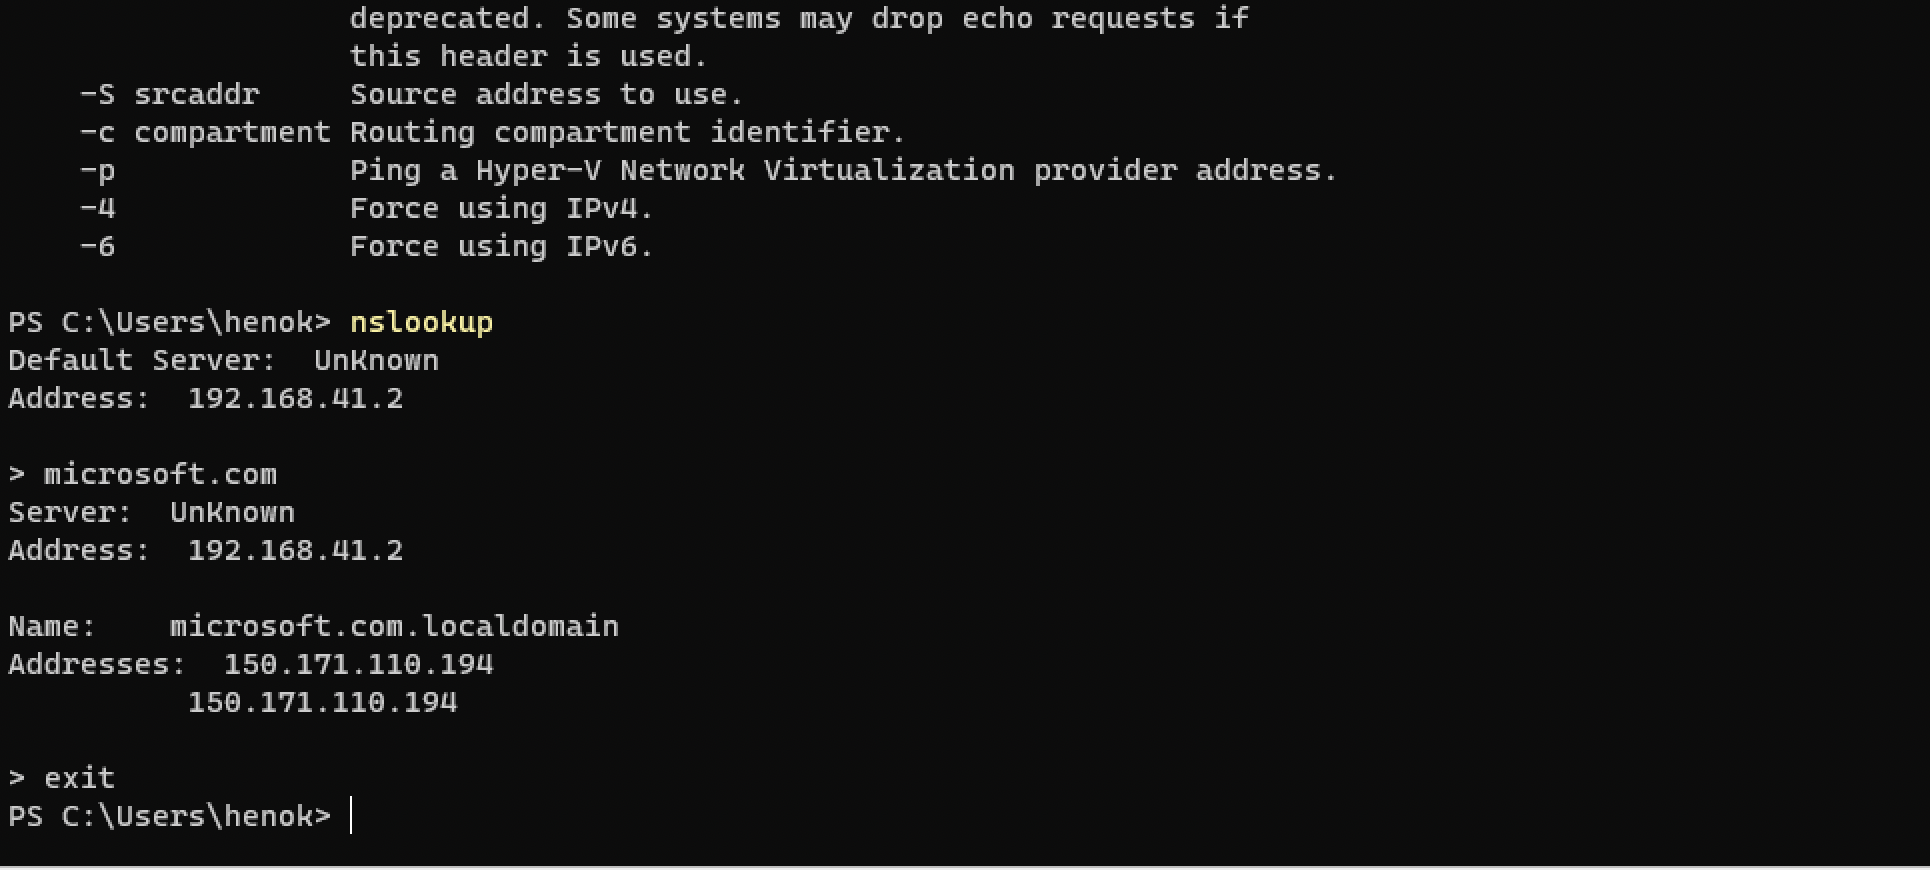 deprecated. Some systems may drop echo requests if
this header is used.
-S srcaddr     Source address to use.
-c compartment Routing compartment identifier.
-p             Ping a Hyper-V Network Virtualization provider address.
-4             Force using IPv4.
-6             Force using IPv6.
PS C:\Users\henok> nslookup
Default Server:  UnKnown
Address:  192.168.41.2
> microsoft.com
Server:  UnKnown
Address:  192.168.41.2
Name:    microsoft.com.localdomain
Addresses:  150.171.110.194
150.171.110.194
> exit
PS C:\Users\henok>